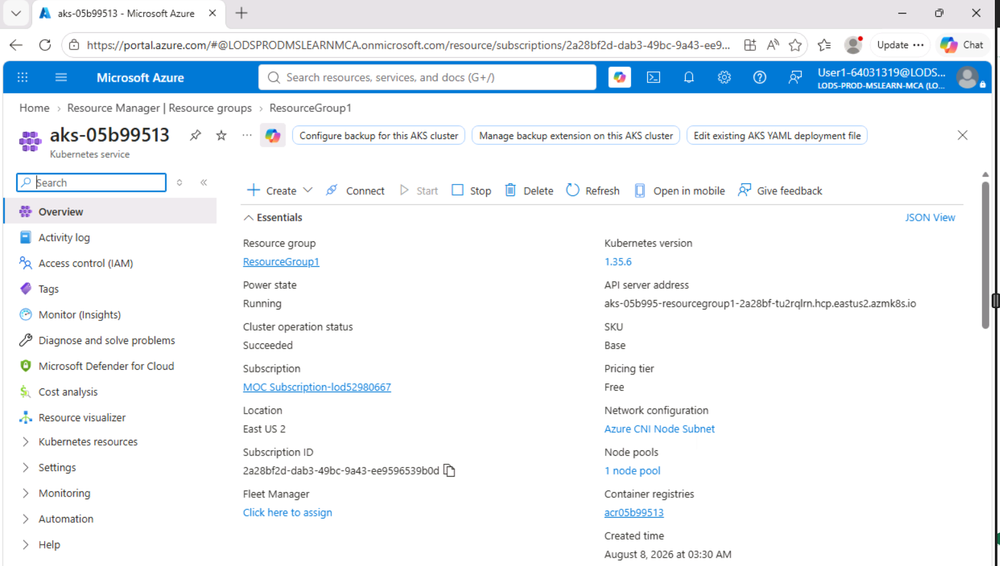 aks-05b99513 - Microsoft Azure
https://portal.azure.com/#@LODSPRODMSLEARNMCA.onmicrosoft.com/resource/subscriptions/2a28bf2d-dab3-49bc-9a43-ee9...
Update
Chat
Microsoft Azure
Search resources, services, and docs (G+/)
User1-64031319@LODS...
LODS-PROD-MSLEARN-MCA (LO...
Home > Resource Manager | Resource groups > ResourceGroup1
aks-05b99513
Kubernetes service
Configure backup for this AKS cluster
Manage backup extension on this AKS cluster
Edit existing AKS YAML deployment file
Search
Overview
Activity log
Access control (IAM)
Tags
Monitor (Insights)
Diagnose and solve problems
Microsoft Defender for Cloud
Cost analysis
Resource visualizer
Kubernetes resources
Settings
Monitoring
Automation
Help
Create
Connect
Start
Stop
Delete
Refresh
Open in mobile
Give feedback
Essentials
JSON View
Resource group
ResourceGroup1
Power state
Running
Cluster operation status
Succeeded
Subscription
MOC Subscription-lod52980667
Location
East US 2
Subscription ID
2a28bf2d-dab3-49bc-9a43-ee9596539b0d
Fleet Manager
Click here to assign
Kubernetes version
1.35.6
API server address
aks-05b995-resourcegroup1-2a28bf-tu2rqlrn.hcp.eastus2.azmk8s.io
SKU
Base
Pricing tier
Free
Network configuration
Azure CNI Node Subnet
Node pools
1 node pool
Container registries
acr05b99513
Created time
August 8, 2026 at 03:30 AM